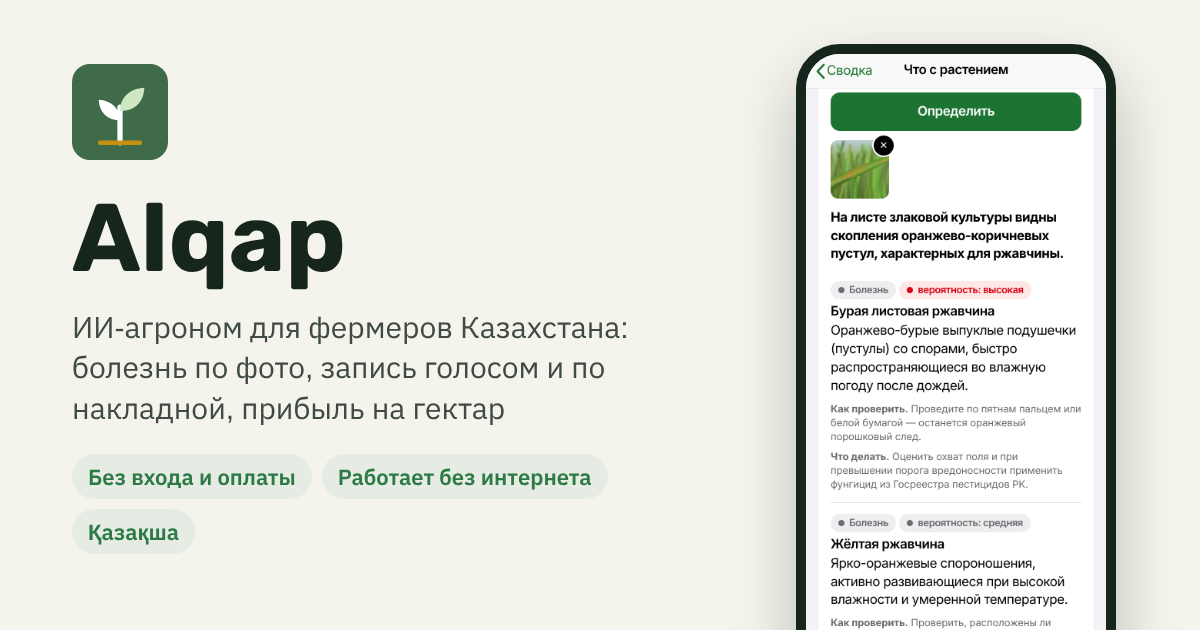 Alqap
ИИ-агроном для фермеров Казахстана:
болезнь по фото, запись голосом и по
накладной, прибыль на гектар
Без входа и оплаты
Работает без интернета
Қазақша
Сводка
Что с растением
Определить
На листе злаковой культуры видны
скопления оранжево-коричневых
пустул, характерных для ржавчины.
Болезнь
вероятность: высокая
Бурая листовая ржавчина
Оранжево-бурые выпуклые подушечки
(пустулы) со спорами, быстро
распространяющиеся во влажную
погоду после дождей.
Как проверить. Проведите по пятнам пальцем или
белой бумагой — останется оранжевый
порошковый след.
Что делать. Оценить охват поля и при
превышении порога вредоносности применить
фунгицид из Госреестра пестицидов РК.
Болезнь
вероятность: средняя
Жёлтая ржавчина
Ярко-оранжевые спороношения,
активно развивающиеся при высокой
влажности и умеренной температуре.
Как проверить. Проверить, расположены ли